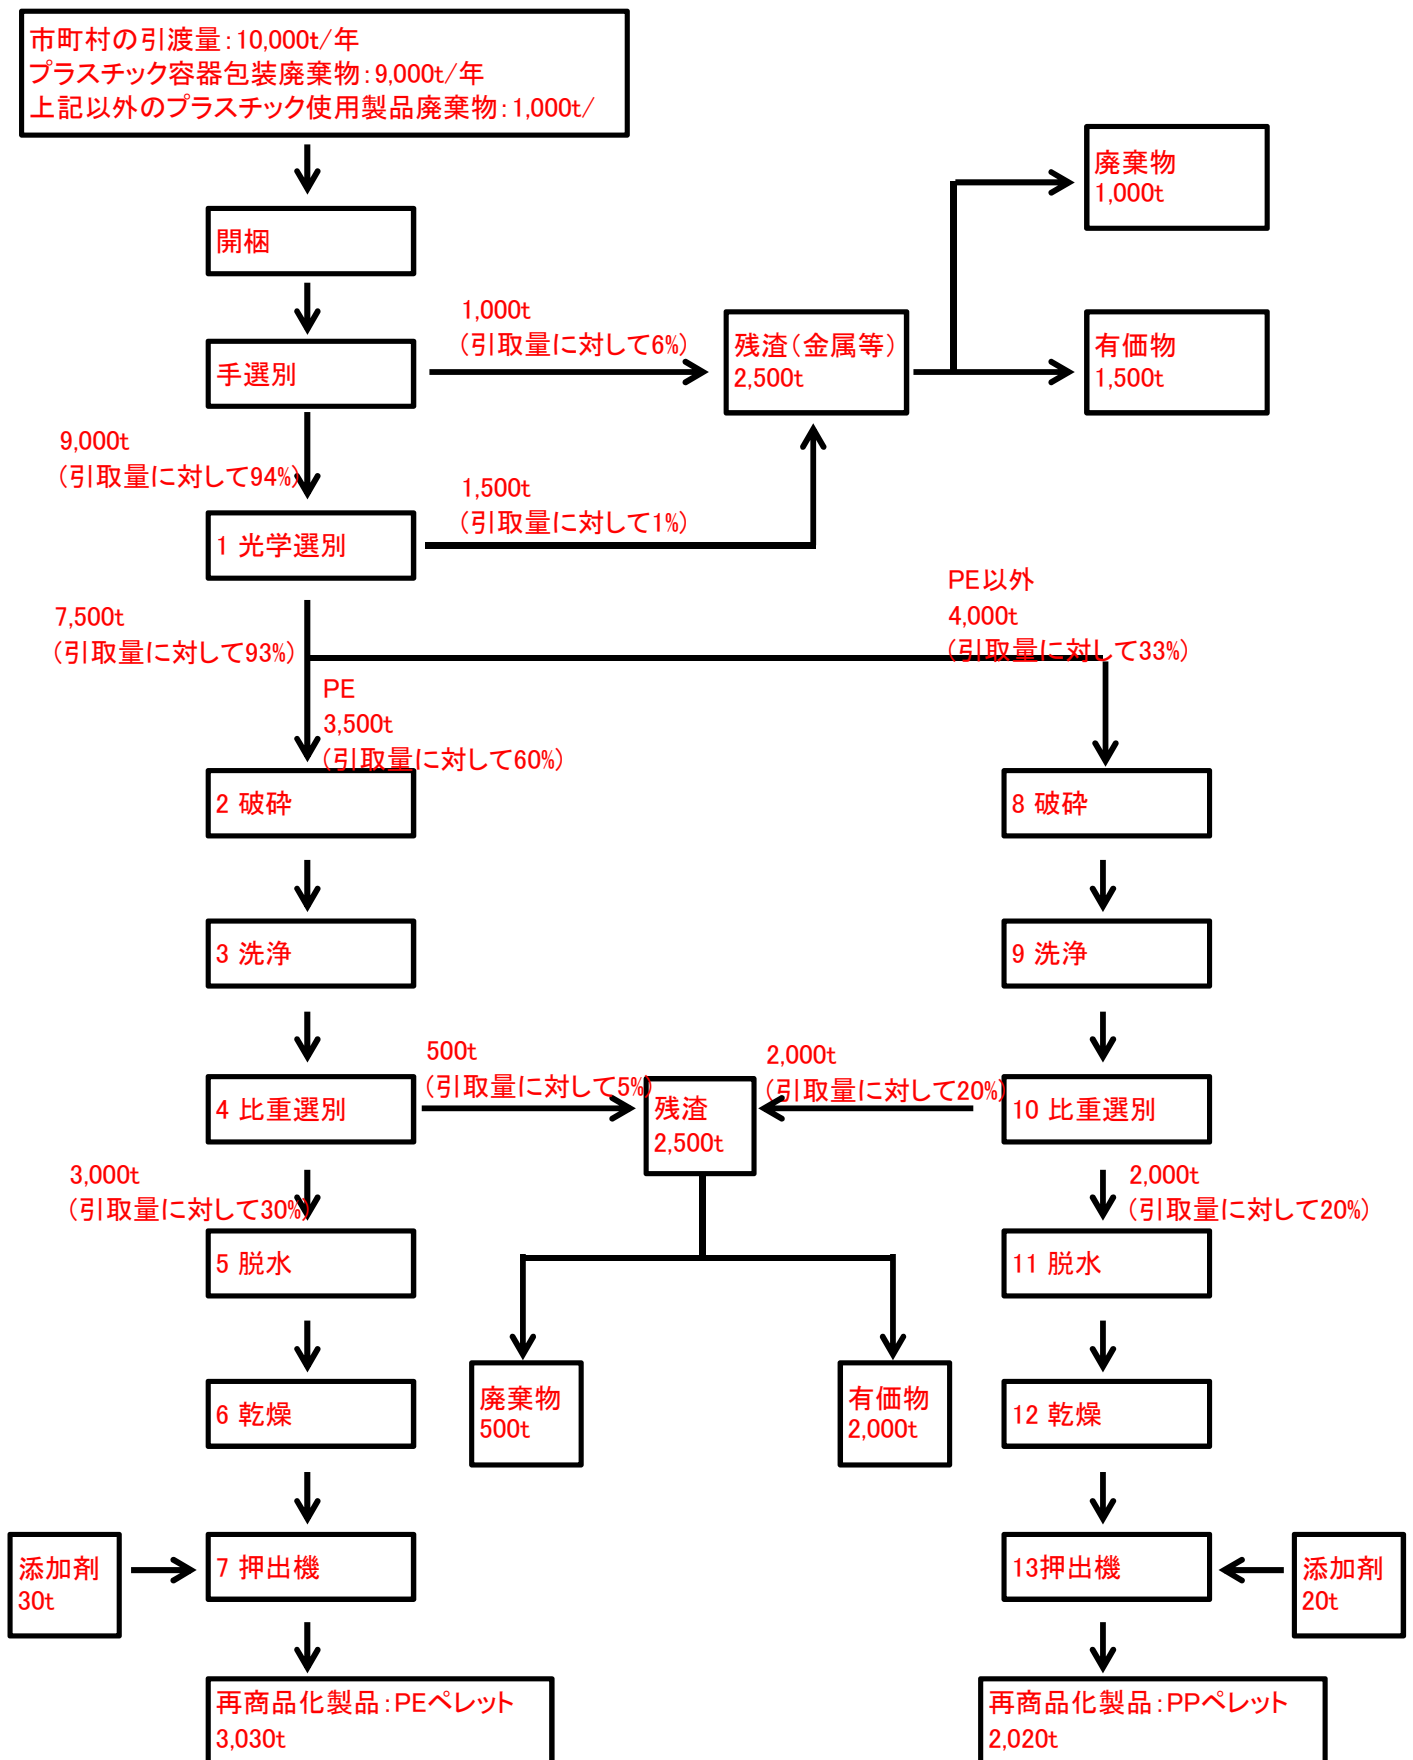 市町村の引渡量:10,000t/年
プラスチック容器包装廃棄物:9,000t/年
上記以外のプラスチック使用製品廃棄物:1,000t/
廃棄物
1,000t
開梱
1,000t
(引取量に対して6%)
残渣(金属等)
2,500t
有価物
1,500t
手選別
9,000t
(引取量に対して94%)
1,500t
(引取量に対して1%)
1 光学選別
PE以外
4,000t
(引取量に対して33%)
7,500t
(引取量に対して93%)
PE
3,500t
(引取量に対して60%)
2 破砕
8 破砕
3 洗浄
9 洗浄
500t
(引取量に対して5%)
2,000t
(引取量に対して20%)
4 比重選別
残渣
2,500t
10 比重選別
3,000t
(引取量に対して30%)
2,000t
(引取量に対して20%)
5 脱水
11 脱水
廃棄物
500t
有価物
2,000t
6 乾燥
12 乾燥
添加剤
30t
7 押出機
13押出機
添加剤
20t
再商品化製品:PEペレット
3,030t
再商品化製品:PPペレット
2,020t